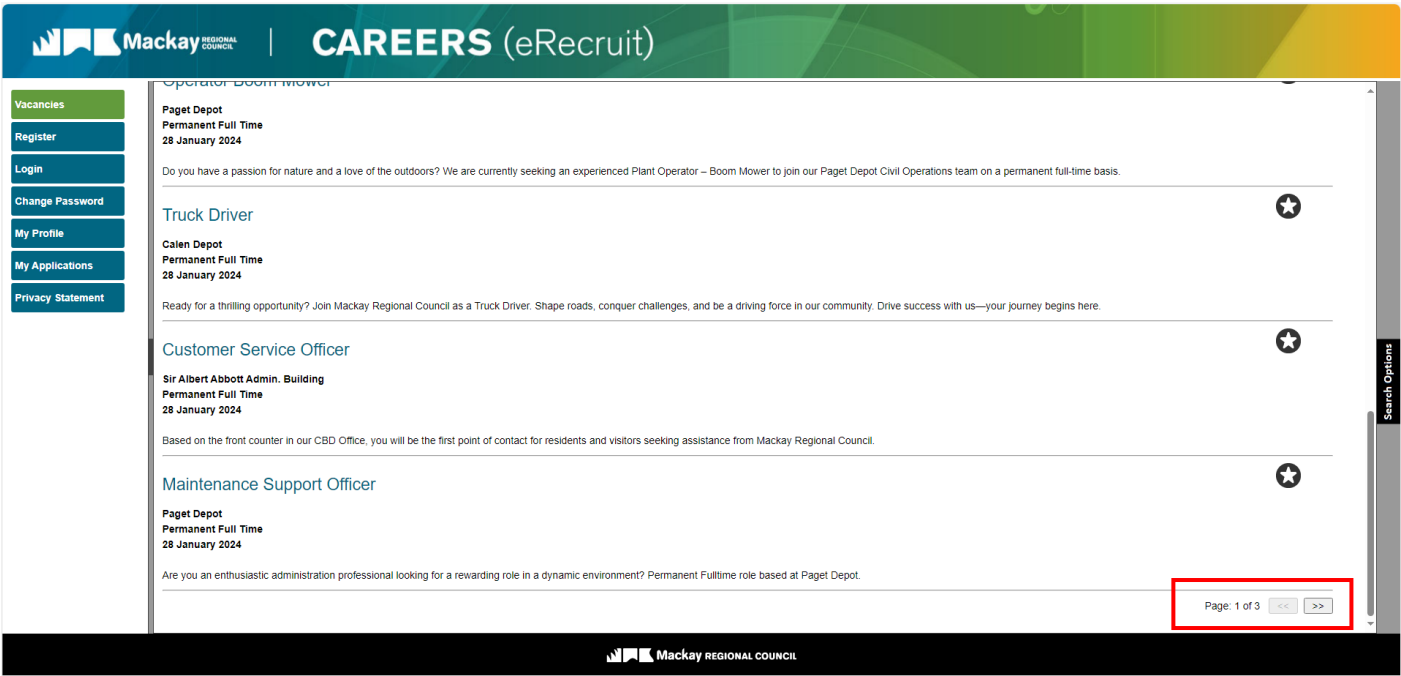 Mackay REGIONAL COUNCIL
CAREERS (eRecruit)
Vacancies
Register
Login
Change Password
My Profile
My Applications
Privacy Statement
Operator Boom Mower
Paget Depot
Permanent Full Time
28 January 2024
Do you have a passion for nature and a love of the outdoors? We are currently seeking an experienced Plant Operator – Boom Mower to join our Paget Depot Civil Operations team on a permanent full-time basis.
Truck Driver
Calen Depot
Permanent Full Time
28 January 2024
Ready for a thrilling opportunity? Join Mackay Regional Council as a Truck Driver. Shape roads, conquer challenges, and be a driving force in our community. Drive success with us—your journey begins here.
Customer Service Officer
Sir Albert Abbott Admin. Building
Permanent Full Time
28 January 2024
Based on the front counter in our CBD Office, you will be the first point of contact for residents and visitors seeking assistance from Mackay Regional Council.
Maintenance Support Officer
Paget Depot
Permanent Full Time
28 January 2024
Are you an enthusiastic administration professional looking for a rewarding role in a dynamic environment? Permanent Fulltime role based at Paget Depot.
Page: 1 of 3 << >>
Search Options
Mackay REGIONAL COUNCIL